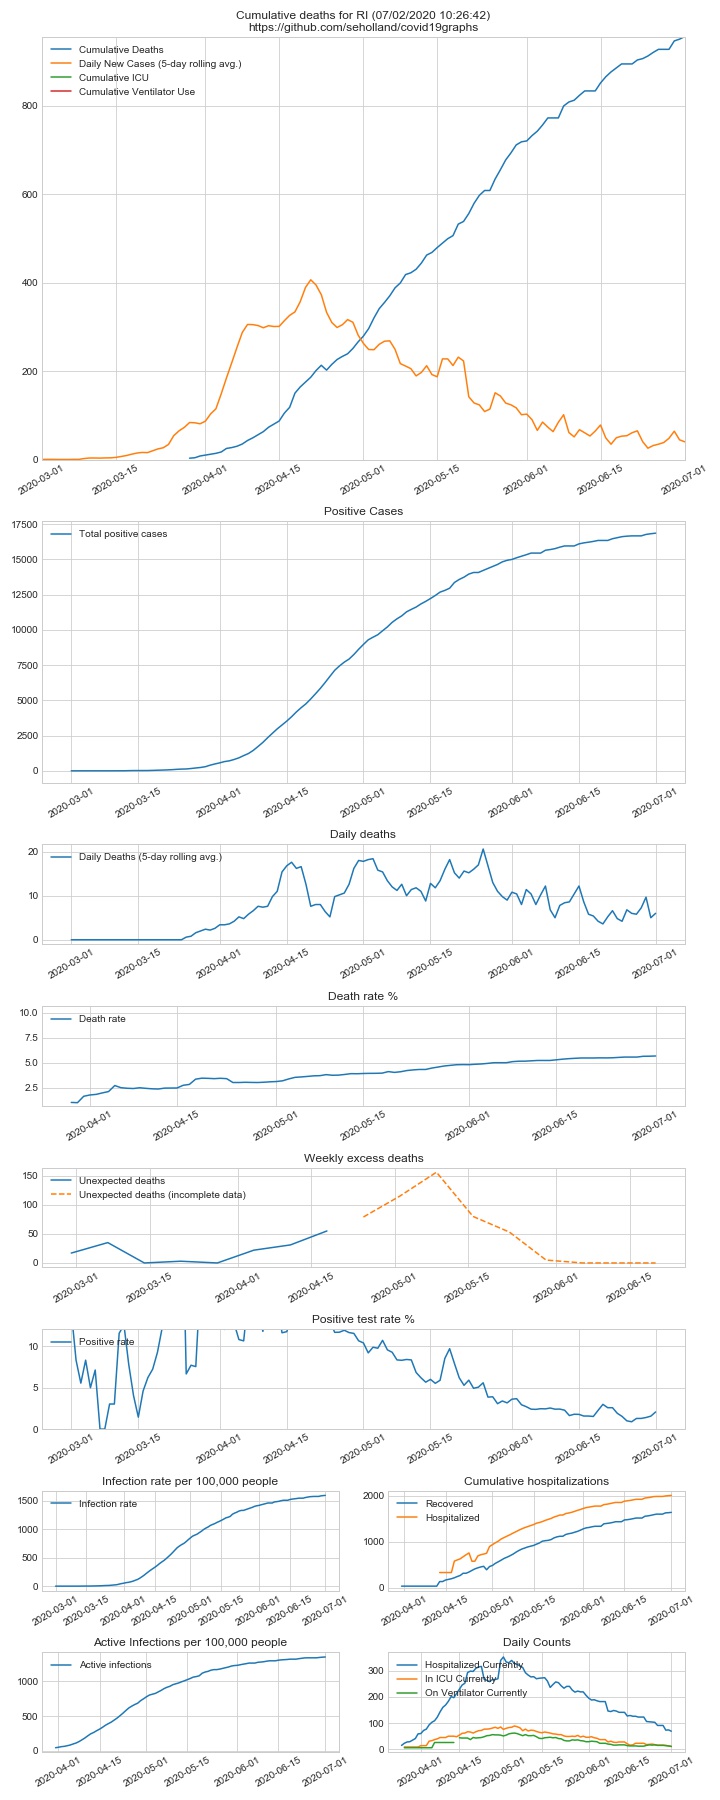 Cumulative deaths for RI (07/02/2020 10:26:42)
https://github.com/seholland/covid19graphs
Cumulative Deaths
Daily New Cases (5-day rolling avg.)
Cumulative ICU
Cumulative Ventilator Use
800
600
400
200
0
2020-03-01 2020-03-15 2020-04-01 2020-04-15 2020-05-01 2020-05-15 2020-06-01 2020-06-15 2020-07-01
Positive Cases
Total positive cases
17500
15000
12500
10000
7500
5000
2500
0
2020-03-01 2020-03-15 2020-04-01 2020-04-15 2020-05-01 2020-05-15 2020-06-01 2020-06-15 2020-07-01
Daily deaths
Daily Deaths (5-day rolling avg.)
20
10
0
2020-03-01 2020-03-15 2020-04-01 2020-04-15 2020-05-01 2020-05-15 2020-06-01 2020-06-15 2020-07-01
Death rate %
Death rate
10.0
7.5
5.0
2.5
2020-04-01 2020-04-15 2020-05-01 2020-05-15 2020-06-01 2020-06-15 2020-07-01
Weekly excess deaths
Unexpected deaths
Unexpected deaths (incomplete data)
150
100
50
0
2020-03-01 2020-03-15 2020-04-01 2020-04-15 2020-05-01 2020-05-15 2020-06-01 2020-06-15
Positive test rate %
Positive rate
10
5
0
2020-03-01 2020-03-15 2020-04-01 2020-04-15 2020-05-01 2020-05-15 2020-06-01 2020-06-15 2020-07-01
Infection rate per 100,000 people
Infection rate
1500
1000
500
0
2020-03-01 2020-03-15 2020-04-01 2020-04-15 2020-05-01 2020-05-15 2020-06-01 2020-06-15 2020-07-01
Cumulative hospitalizations
Recovered
Hospitalized
2000
1000
0
2020-04-01 2020-04-15 2020-05-01 2020-05-15 2020-06-01 2020-06-15 2020-07-01
Active Infections per 100,000 people
Active infections
1000
500
0
2020-04-01 2020-04-15 2020-05-01 2020-05-15 2020-06-01 2020-06-15 2020-07-01
Daily Counts
Hospitalized Currently
In ICU Currently
On Ventilator Currently
300
200
100
0
2020-04-01 2020-04-15 2020-05-01 2020-05-15 2020-06-01 2020-06-15 2020-07-01